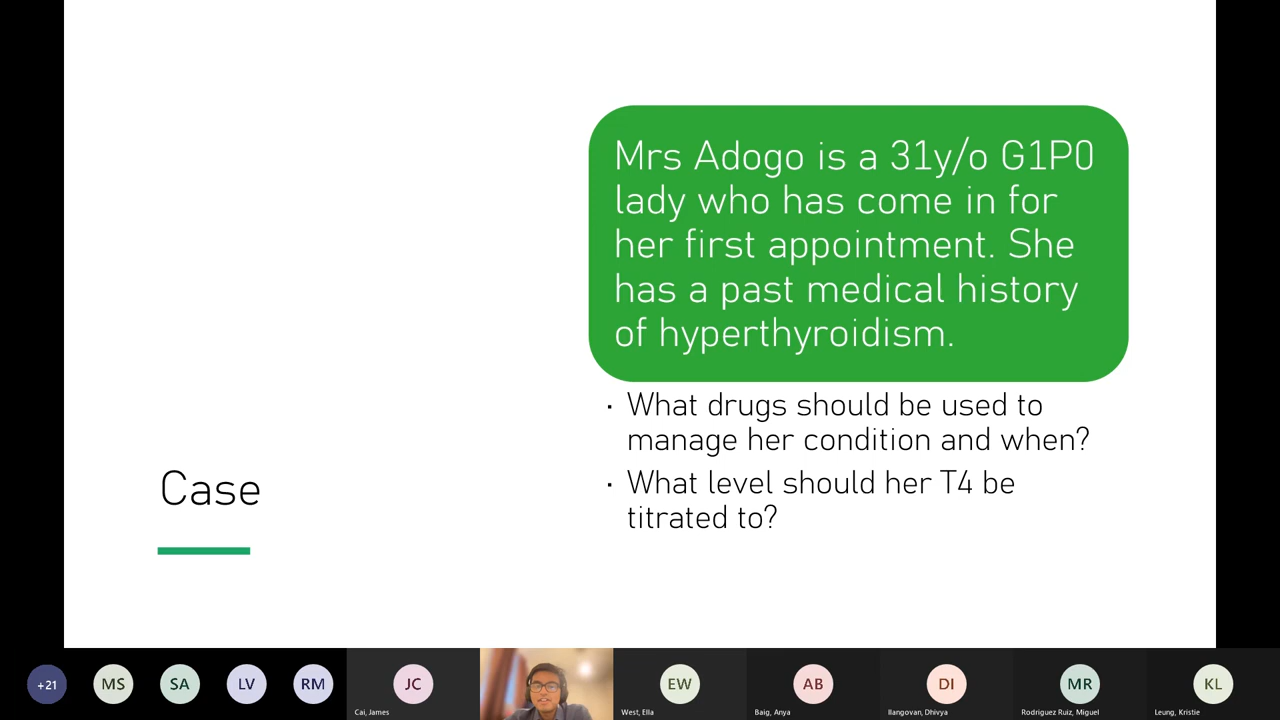 Mrs Adogo is a 31y/o G1P0
lady who has come in for
her first appointment. She
has a past medical history
of hyperthyroidism.
· What drugs should be used to
manage her condition and when?
· What level should her T4 be
titrated to?
Case
+21
MS
SA
LV
RM
JC
Cai, James
EW
West, Ella
AB
Baig, Anya
DI
Ilangovan, Dhivya
MR
Rodriguez Ruiz, Miguel
KL
Leung, Kristie